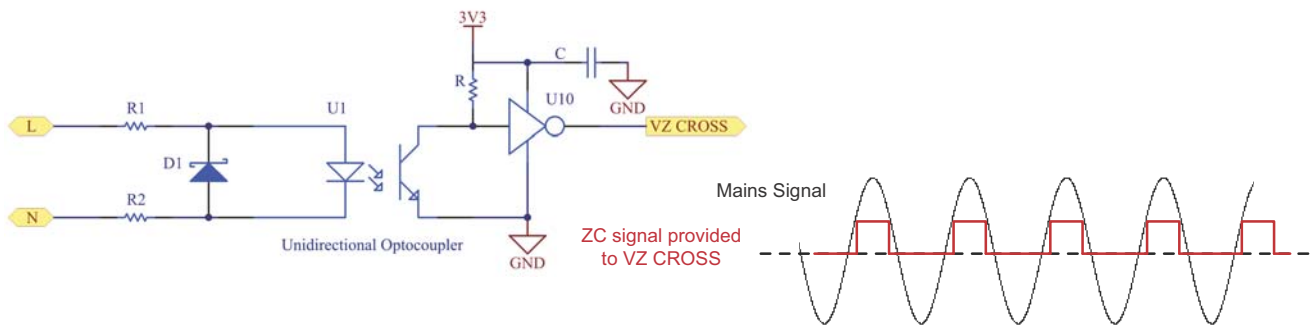 3V3
C
R
GND
U10
R1
U1
L
VZ CROSS
D1
R2
N
Unidirectional Optocoupler
GND
Mains Signal
ZC signal provided
to VZ CROSS